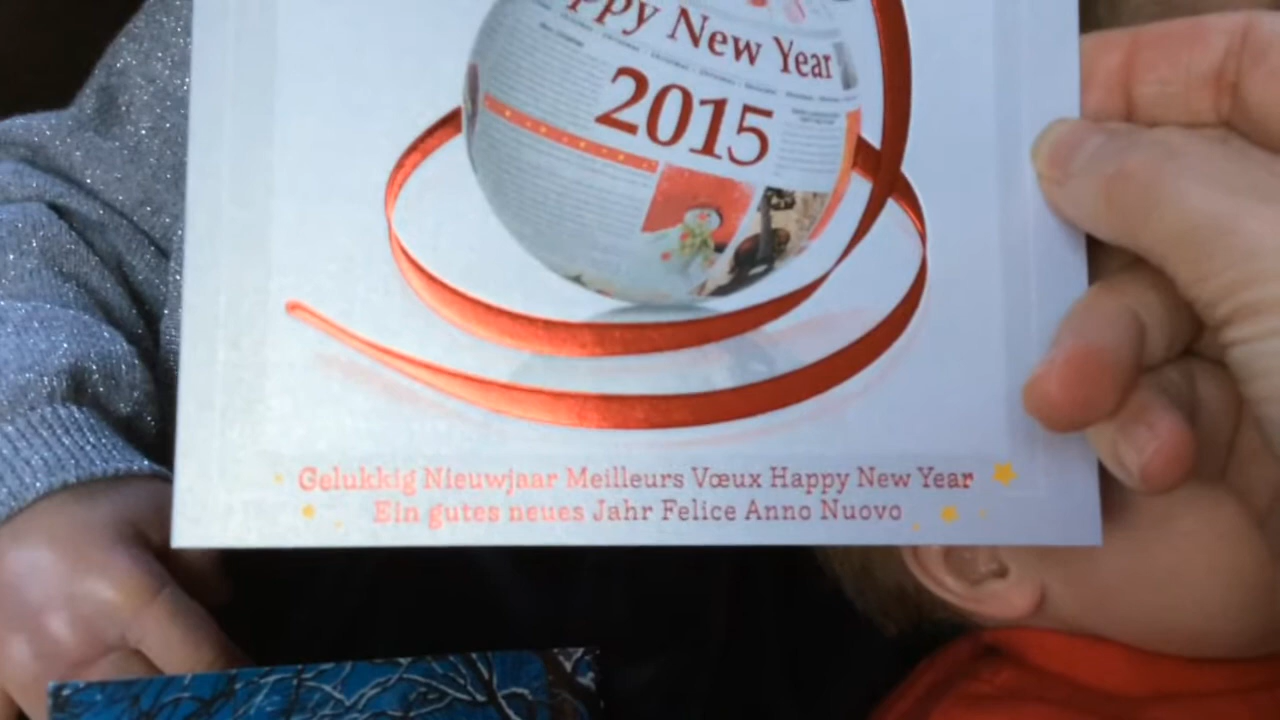 ppy New Year
2015
Gelukkig Nieuwjaar Meilleurs Vœux Happy New Year
Ein gutes neues Jahr Felice Anno Nuovo